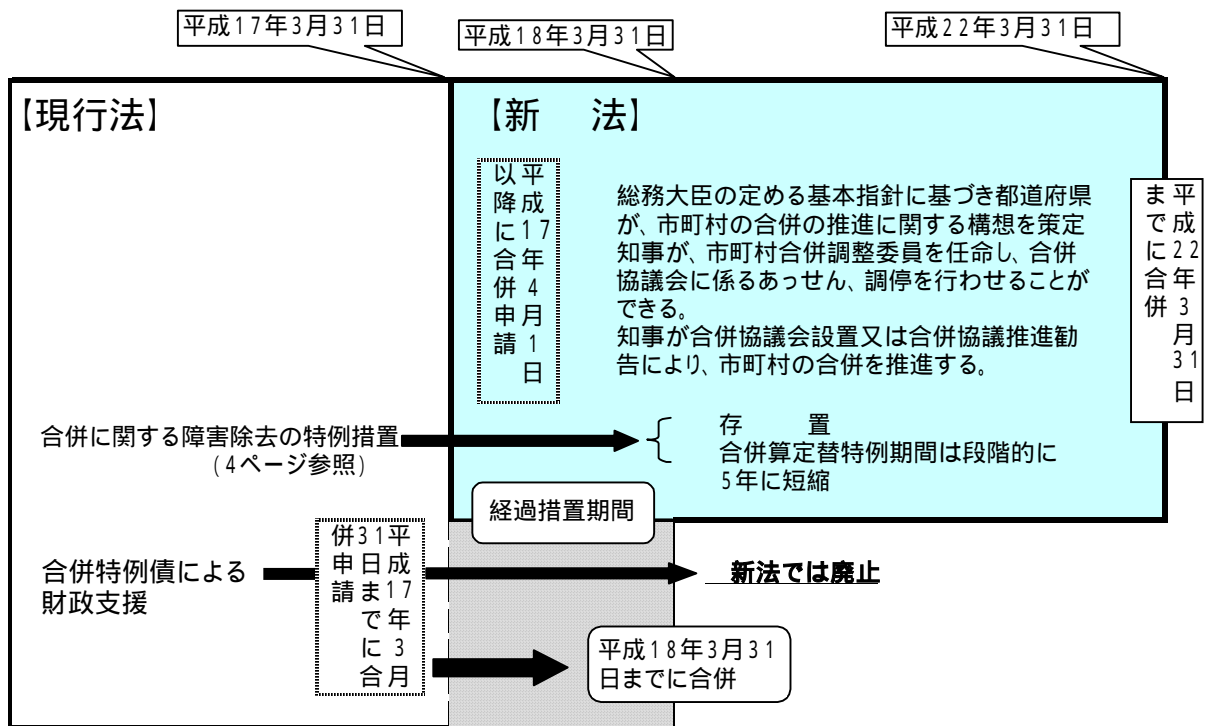 平成17年3月31日
平成18年3月31日
平成22年3月31日
【現行法】
【新　法】
平成17年4月1日
以降に合併申請
総務大臣の定める基本指針に基づき都道府県
が、市町村の合併の推進に関する構想を策定
知事が、市町村合併調整委員を任命し、合併
協議会に係るあっせん、調停を行わせることが
できる。
知事が合併協議会設置又は合併協議推進勧
告により、市町村の合併を推進する。
平成22年3月31日
までに合併
合併に関する障害除去の特例措置
(4ページ参照)
存　置
合併算定替特例期間は段階的に
5年に短縮
経過措置期間
合併特例債による
財政支援
平成17年3月
31日までに合
併申請
新法では廃止
平成18年3月31
日までに合併